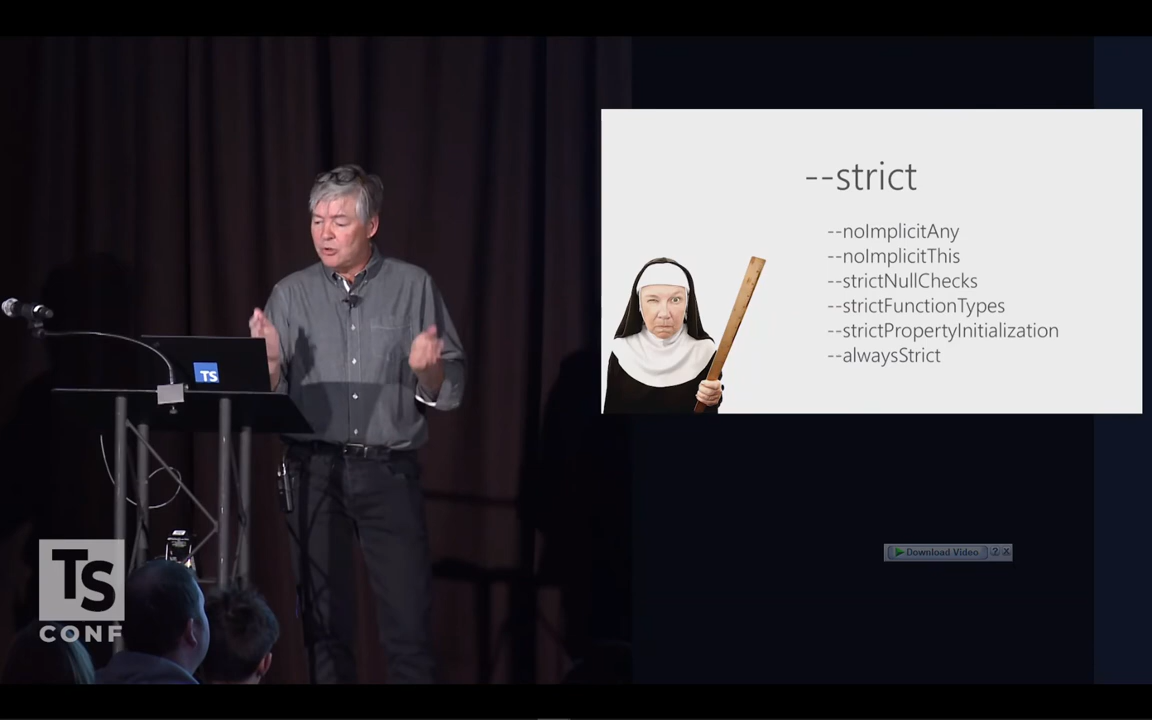 --strict
--noImplicitAny
--noImplicitThis
--strictNullChecks
--strictFunctionTypes
--strictPropertyInitialization
--alwaysStrict
TS
Download Video ? X
TS
CONF